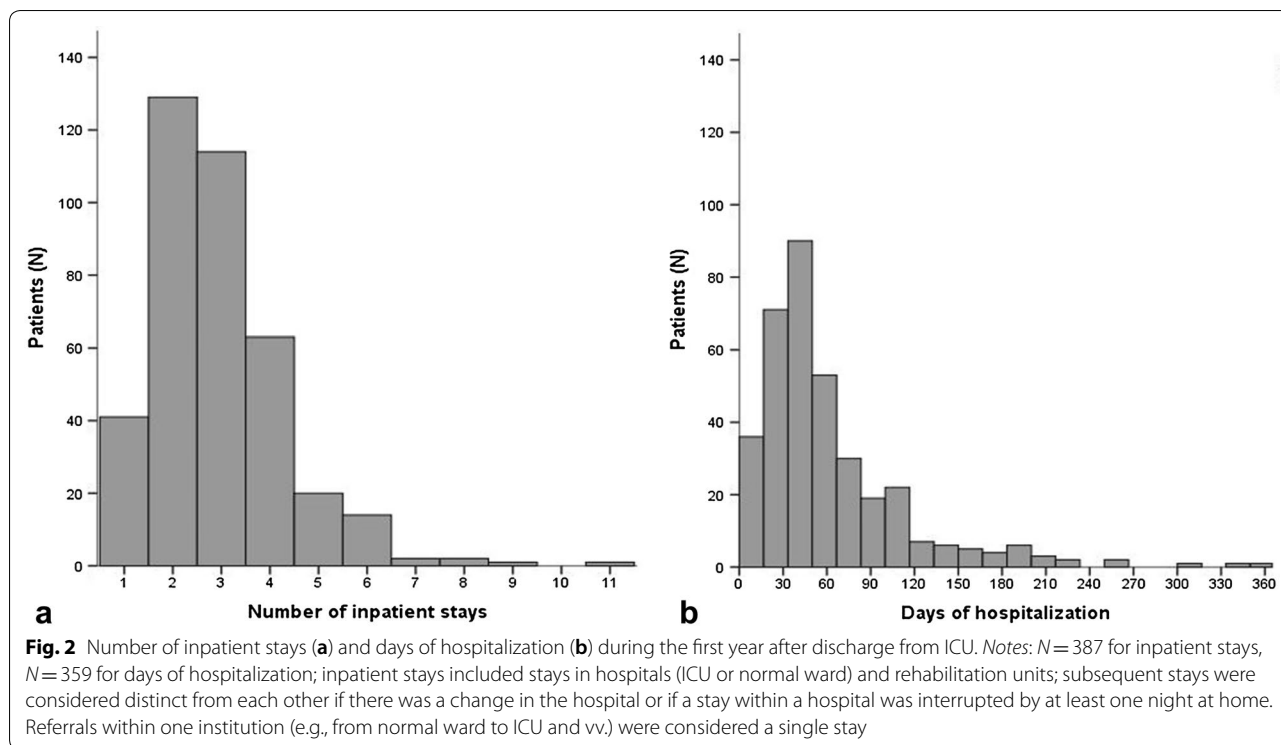 140
120
100
80
60
40
20
0
Patients (N)
1 2 3 4 5 6 7 8 9 10 11
Number of inpatient stays
a
140
120
100
80
60
40
20
0
Patients (N)
0 30 60 90 120 150 180 210 240 270 300 330 360
Days of hospitalization
b
Fig. 2 Number of inpatient stays (a) and days of hospitalization (b) during the first year after discharge from ICU. Notes: N = 387 for inpatient stays,
N = 359 for days of hospitalization; inpatient stays included stays in hospitals (ICU or normal ward) and rehabilitation units; subsequent stays were
considered distinct from each other if there was a change in the hospital or if a stay within a hospital was interrupted by at least one night at home.
Referrals within one institution (e.g., from normal ward to ICU and vv.) were considered a single stay